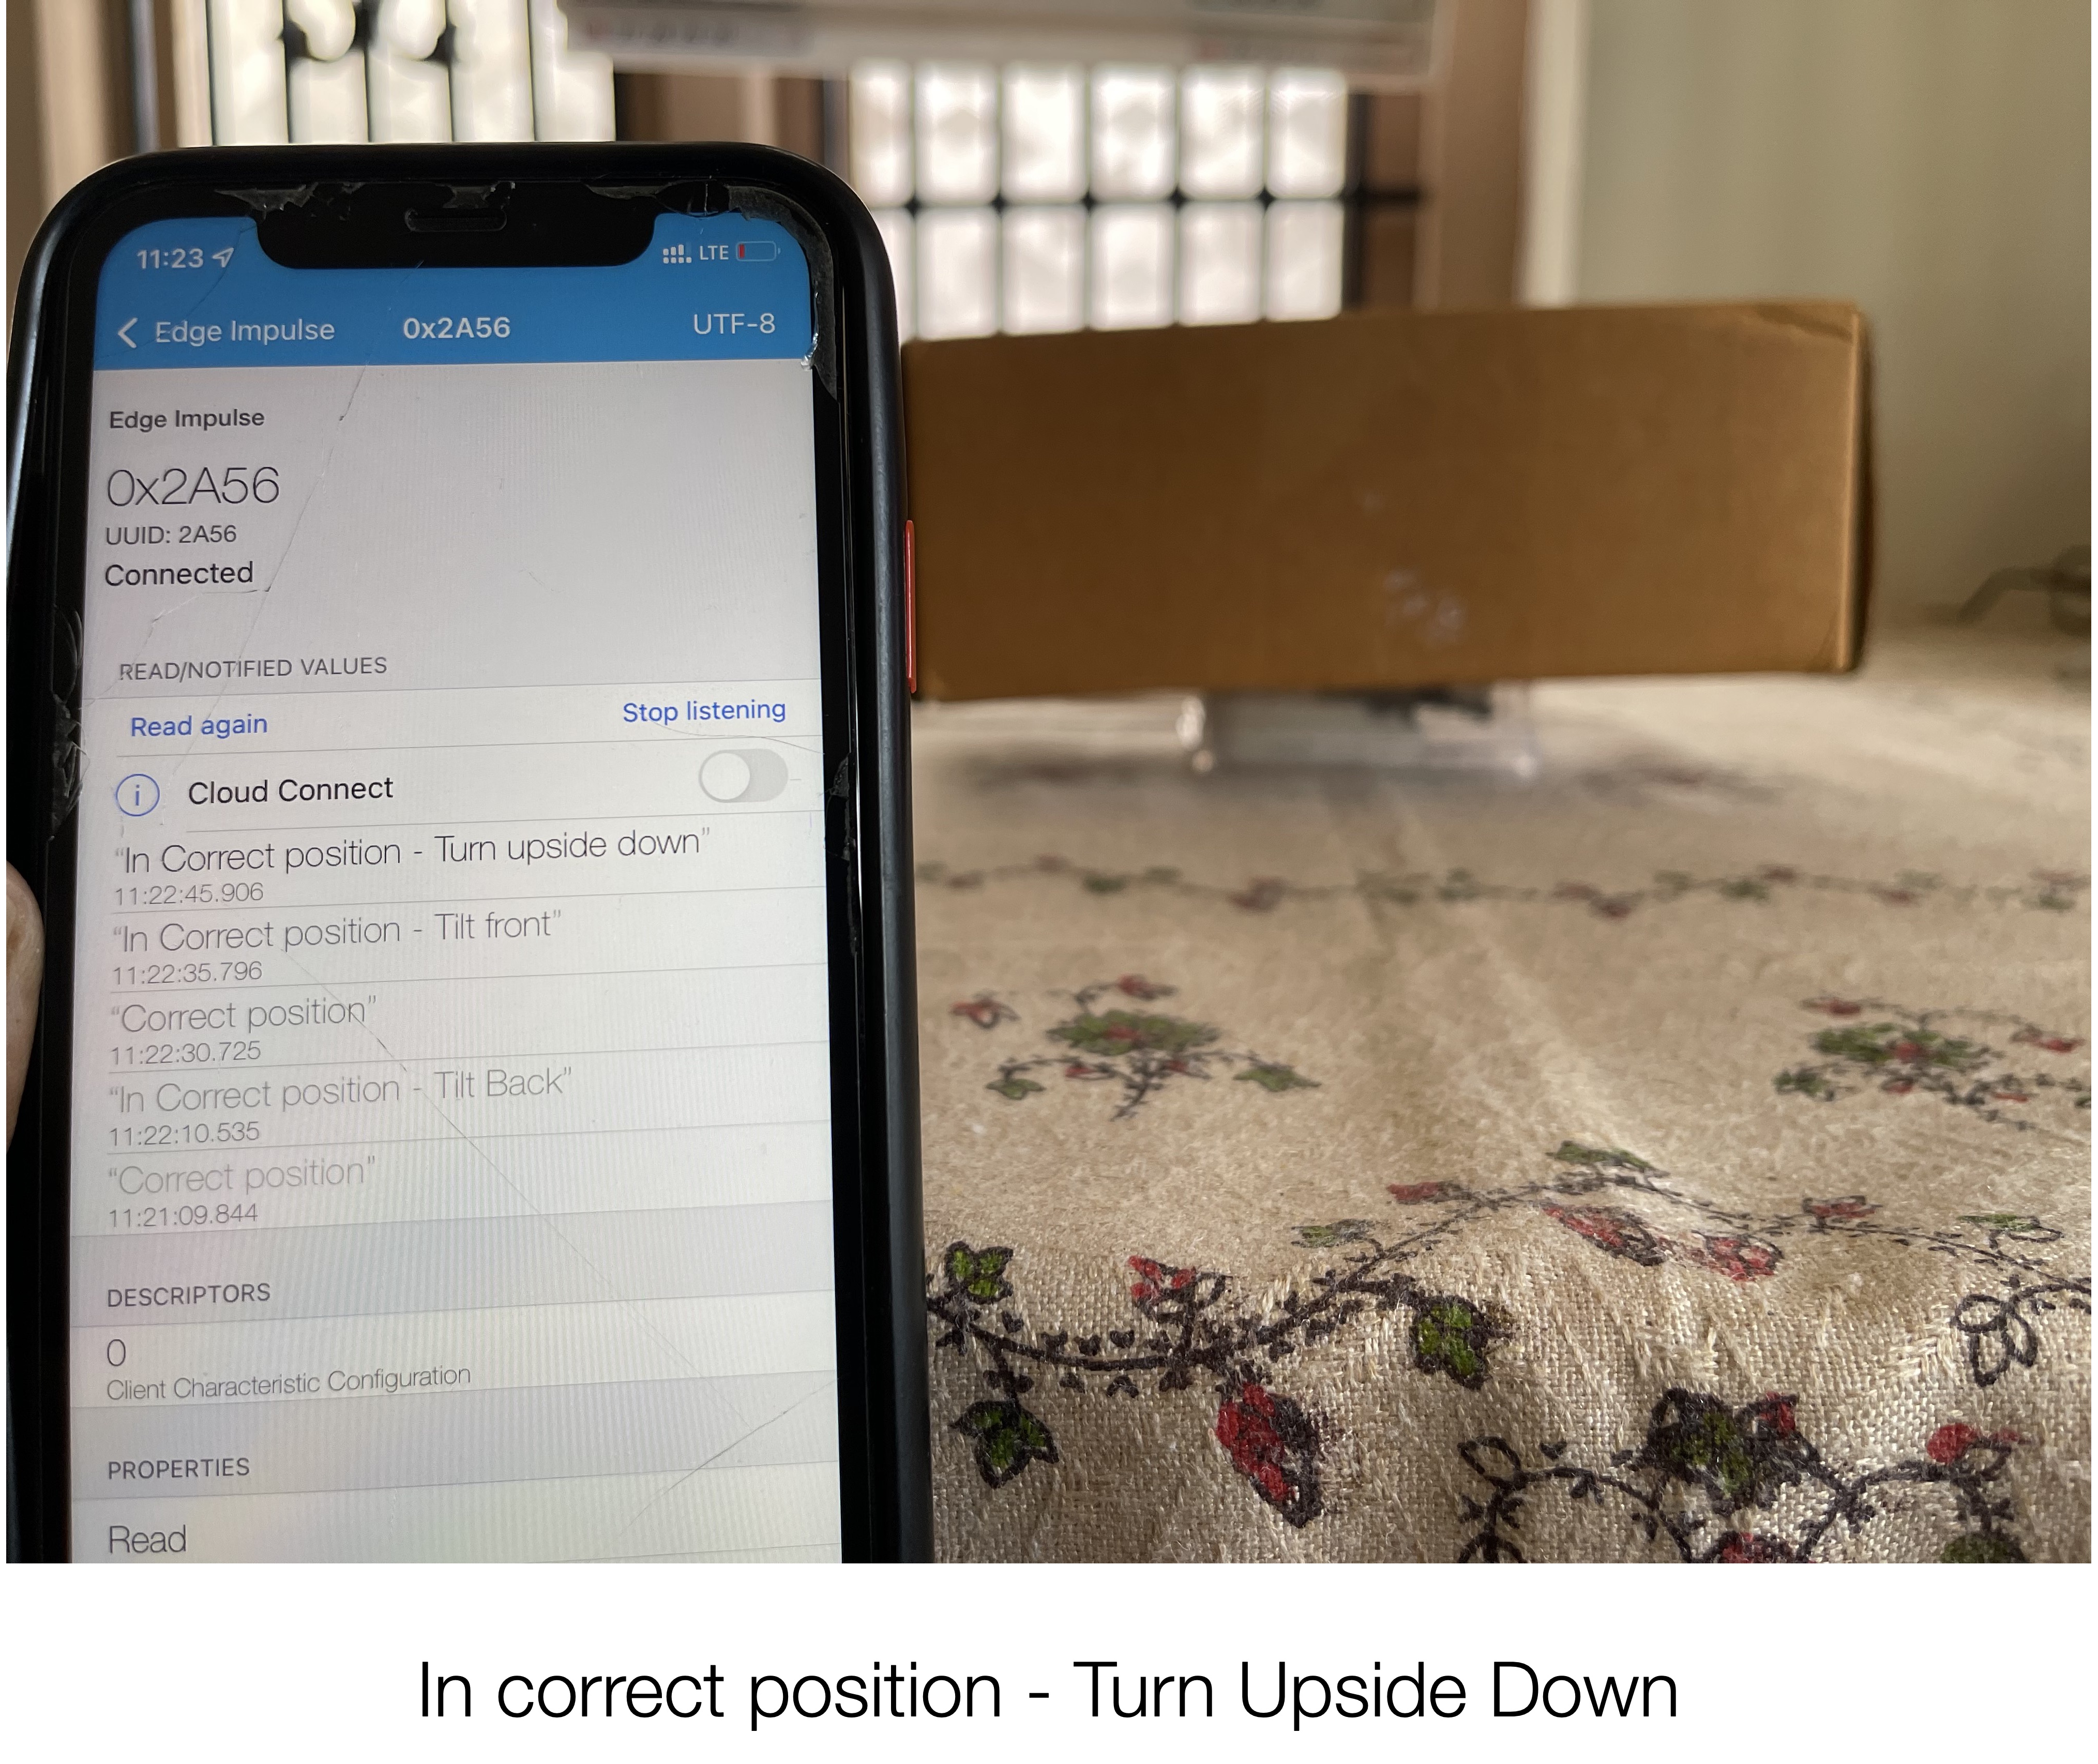 11:23
LTE
Edge Impulse 0x2A56 UTF-8
Edge Impulse
0x2A56
UUID: 2A56
Connected
READ/NOTIFIED VALUES
Read again Stop listening
i Cloud Connect
“In Correct position - Turn upside down”
11:22:45.906
“In Correct position - Tilt front”
11:22:35.796
“Correct position”
11:22:30.725
“In Correct position - Tilt Back”
11:22:10.535
“Correct position”
11:21:09.844
DESCRIPTORS
0
Client Characteristic Configuration
PROPERTIES
Read
In correct position - Turn Upside Down